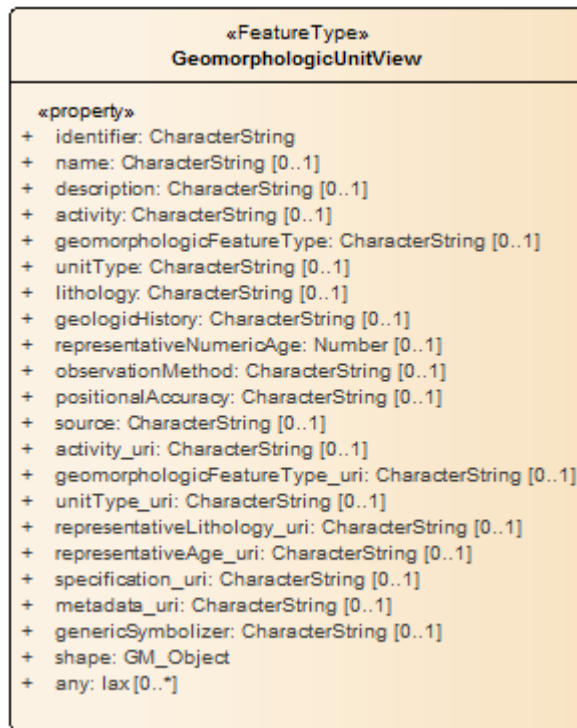 «FeatureType»
GeomorphologicUnitView
«property»
+ identifier: CharacterString
+ name: CharacterString [0..1]
+ description: CharacterString [0..1]
+ activity: CharacterString [0..1]
+ geomorphologicFeatureType: CharacterString [0..1]
+ unitType: CharacterString [0..1]
+ lithology: CharacterString [0..1]
+ geologicHistory: CharacterString [0..1]
+ representativeNumericAge: Number [0..1]
+ observationMethod: CharacterString [0..1]
+ positionalAccuracy: CharacterString [0..1]
+ source: CharacterString [0..1]
+ activity_uri: CharacterString [0..1]
+ geomorphologicFeatureType_uri: CharacterString [0..1]
+ unitType_uri: CharacterString [0..1]
+ representativeLithology_uri: CharacterString [0..1]
+ representativeAge_uri: CharacterString [0..1]
+ specification_uri: CharacterString [0..1]
+ metadata_uri: CharacterString [0..1]
+ genericSymbolizer: CharacterString [0..1]
+ shape: GM_Object
+ any: lax [0..*]